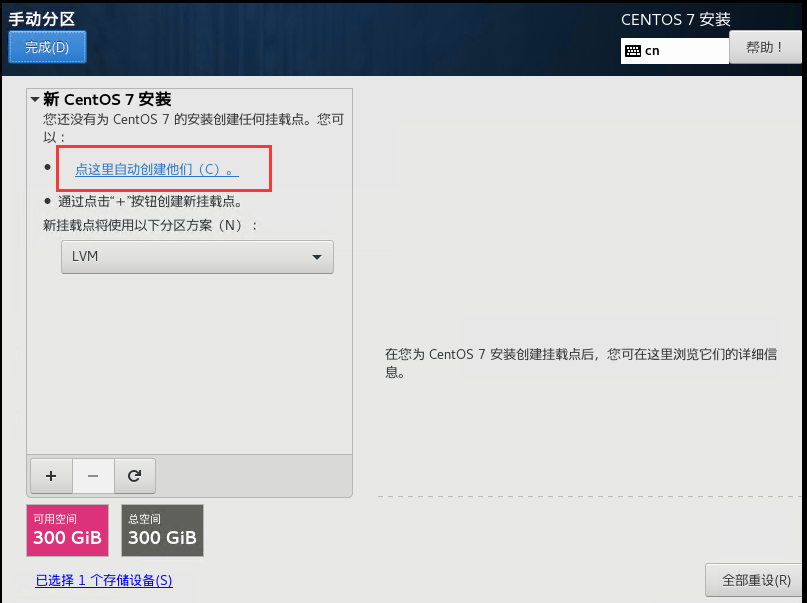 手动分区
CENTOS 7 安装
完成(D)
cn
帮助！
新 CentOS 7 安装
您还没有为 CentOS 7 的安装创建任何挂载点。您可
以：
点这里自动创建他们（C）。
通过点击“+”按钮创建新挂载点。
新挂载点将使用以下分区方案（N）：
LVM
在您为 CentOS 7 安装创建挂载点后，您可在这里浏览它们的详细信
息。
+
−
可用空间
300 GiB
总空间
300 GiB
已选择 1 个存储设备(S)
全部重设(R)